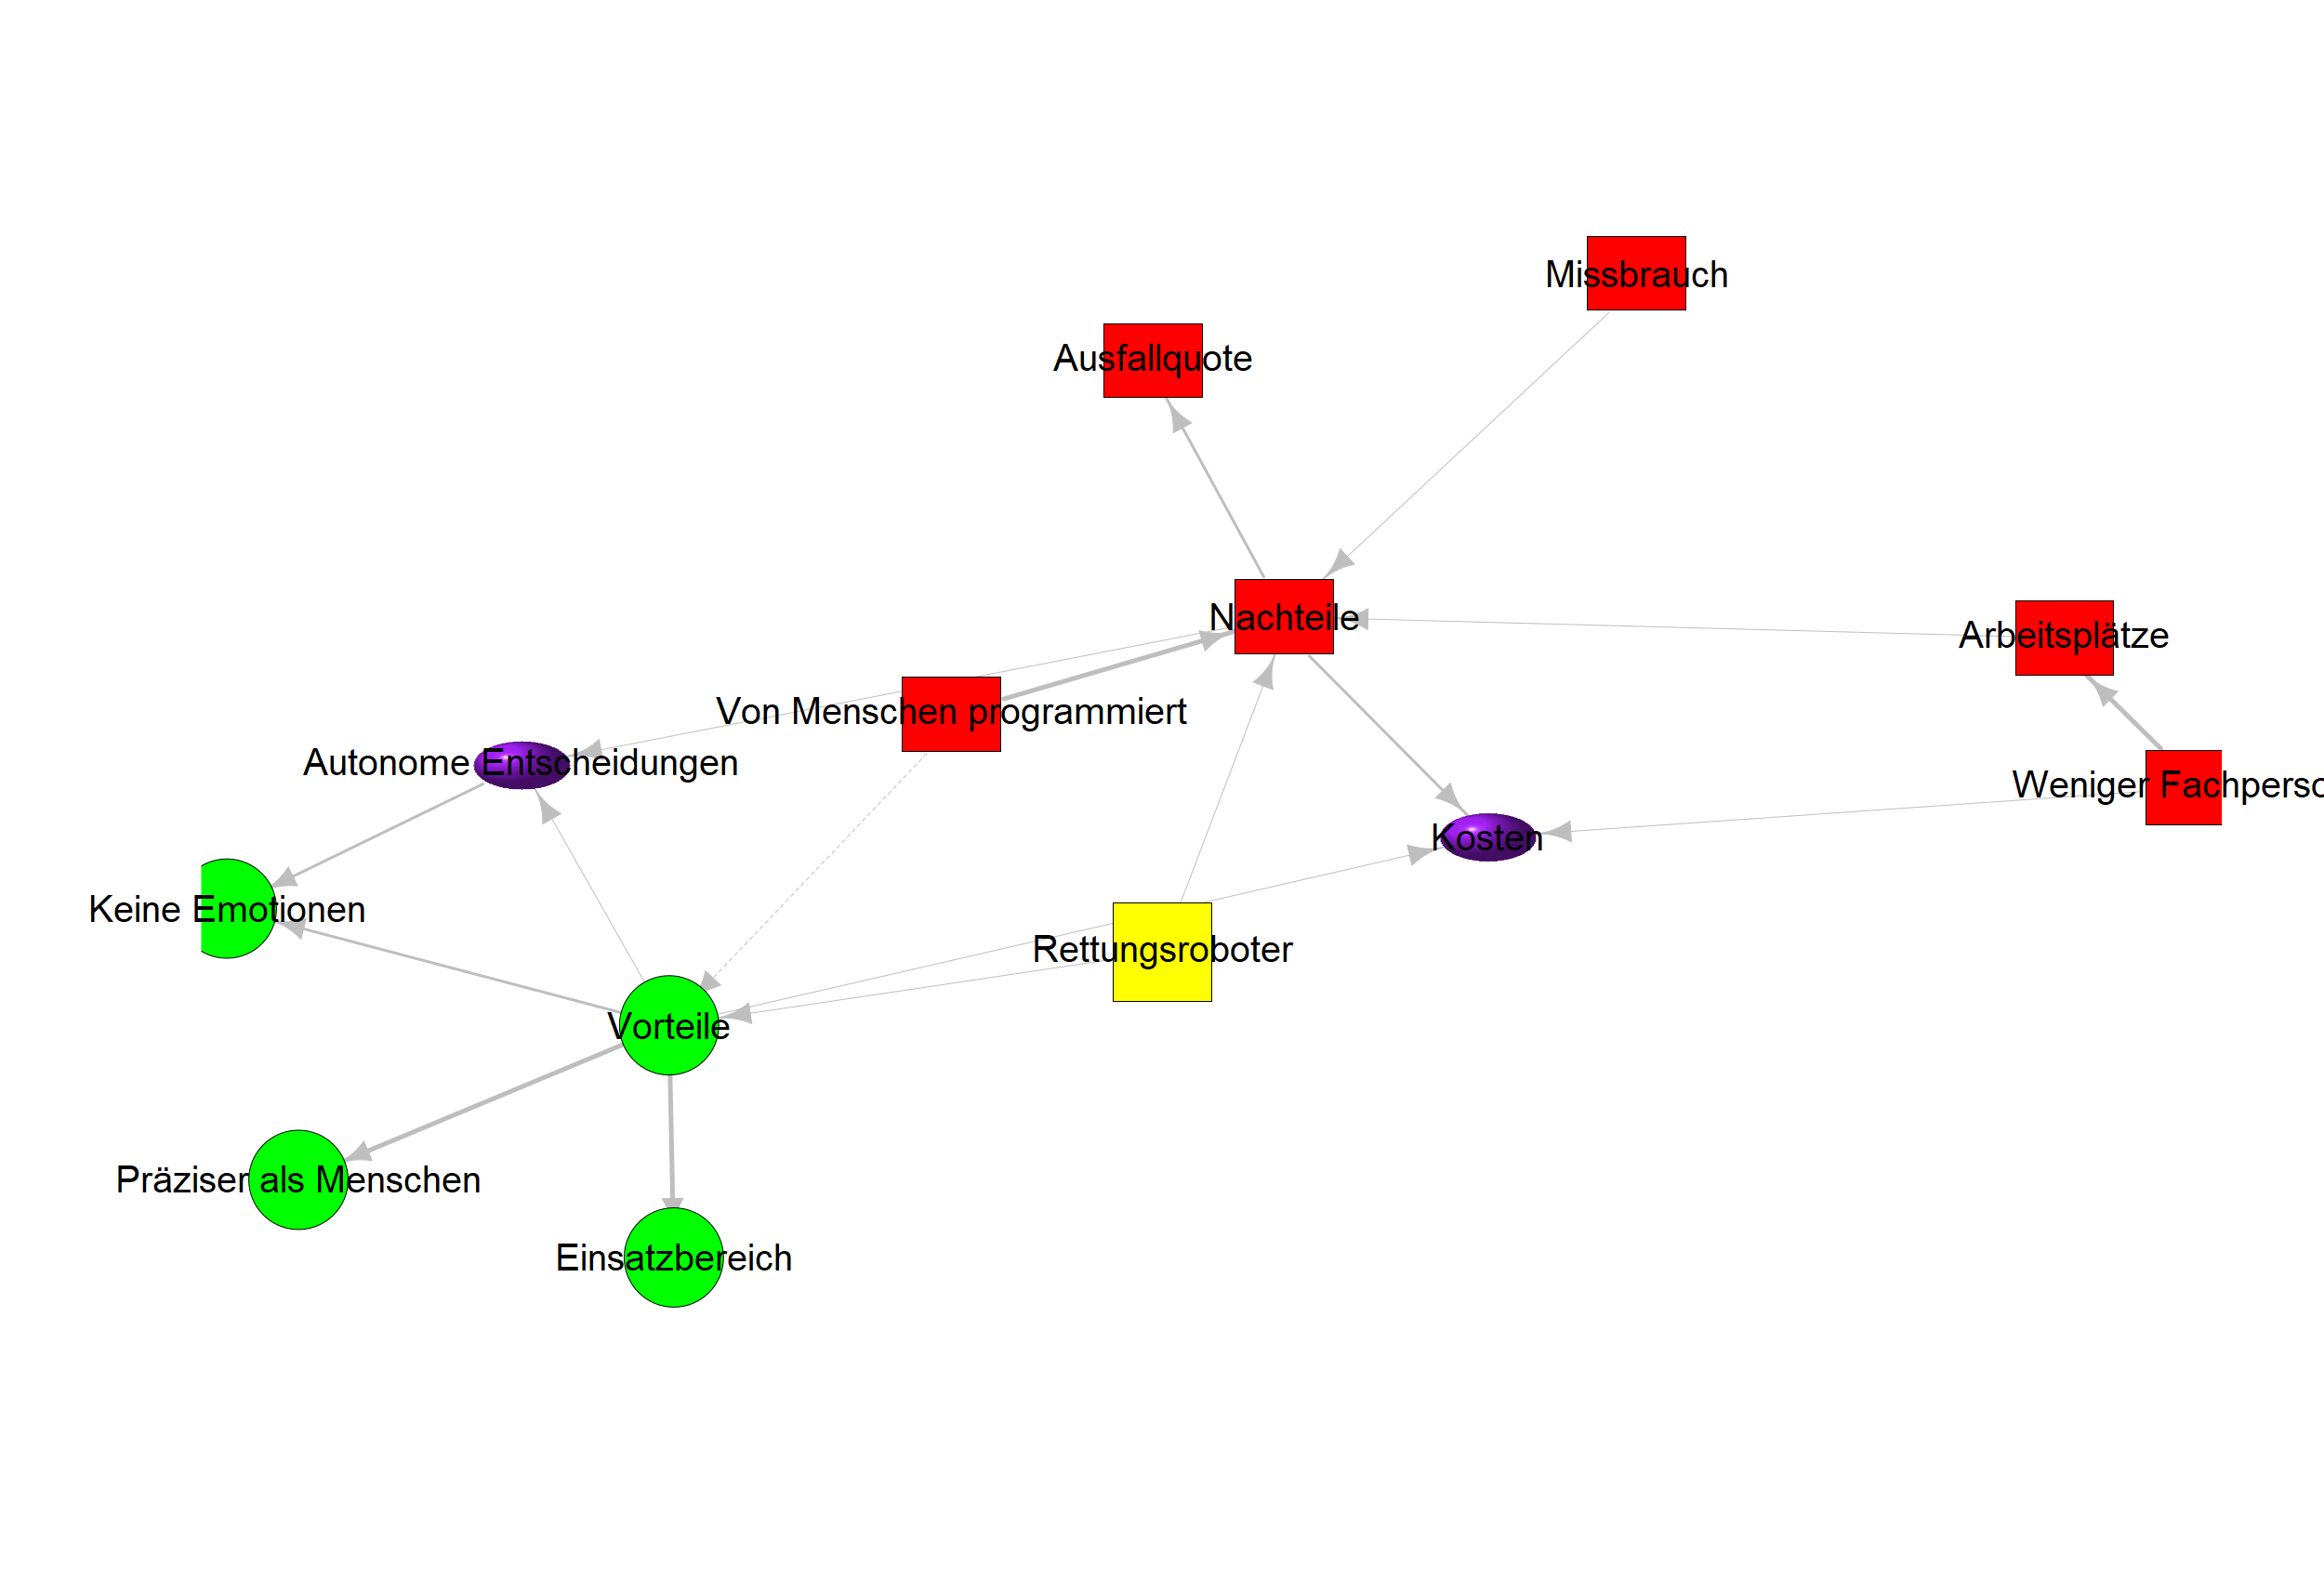 Missbrauch
Ausfallquote
Nachteile
Arbeitsplätze
Von Menschen programmiert
Autonome Entscheidungen
Weniger Fachperso
Kosten
Keine Emotionen
Rettungsroboter
Vorteile
Präziser als Menschen
Einsatzbereich